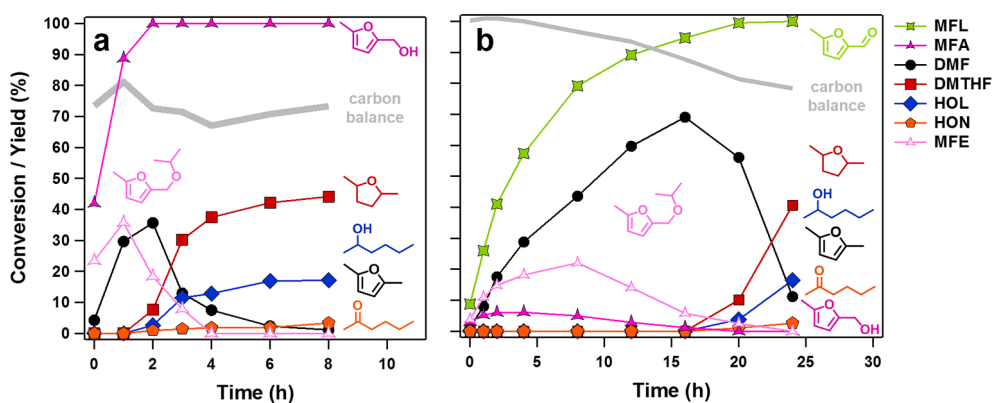 a
b
Conversion / Yield (%)
100
90
80
70
60
50
40
30
20
10
0
0
2
4
6
8
10
Time (h)
OH
carbon
balance
O
O
O
OH
O
O
0
5
10
15
20
25
30
Time (h)
O
O
carbon
balance
O
O
O
OH
O
O
O
OH
MFL
MFA
DMF
DMTHF
HOL
HON
MFE